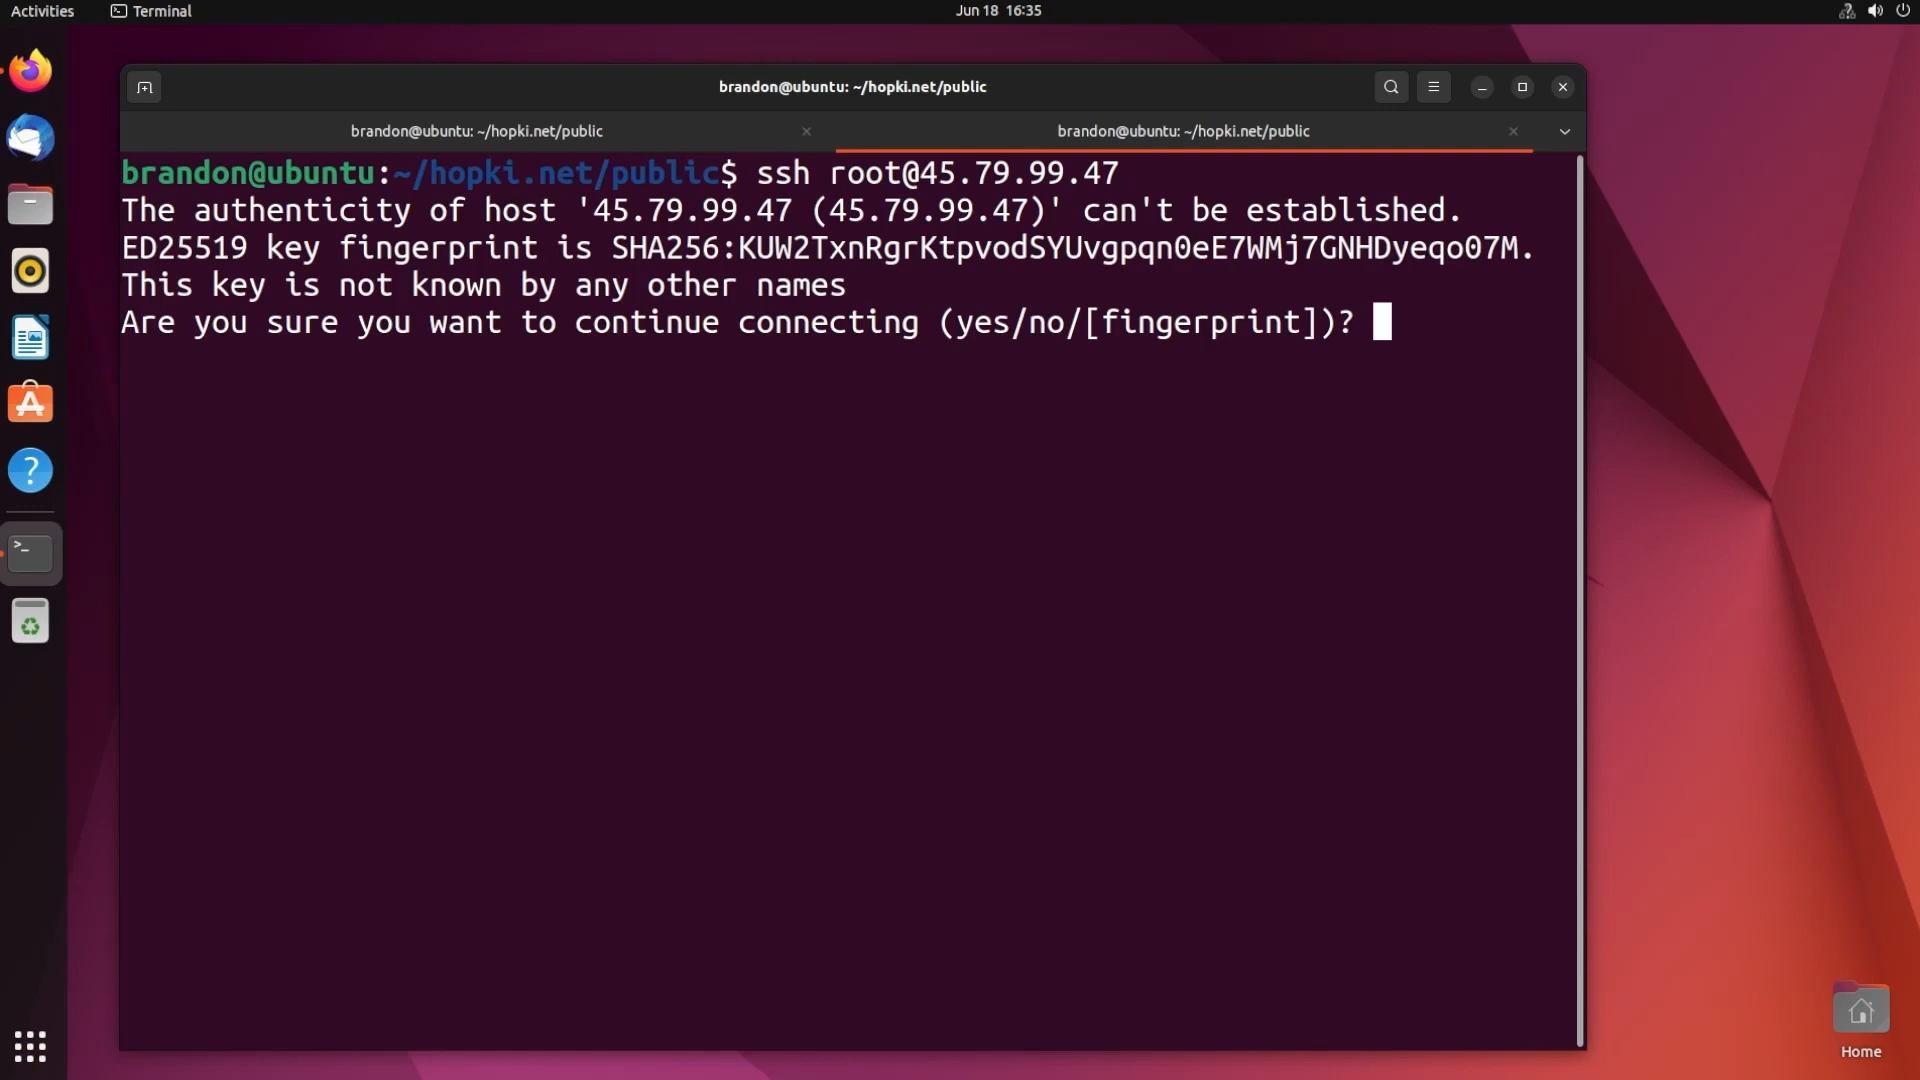 Activities
Terminal
Jun 18 16:35
brandon@ubuntu: ~/hopki.net/public
brandon@ubuntu: ~/hopki.net/public
brandon@ubuntu: ~/hopki.net/public
brandon@ubuntu:~/hopki.net/public$ ssh root@45.79.99.47
The authenticity of host '45.79.99.47 (45.79.99.47)' can't be established.
ED25519 key fingerprint is SHA256:KUW2TxnRgrKtpvodSYUvgpqn0eE7WMj7GNHDyeqo07M.
This key is not known by any other names
Are you sure you want to continue connecting (yes/no/[fingerprint])?
Home